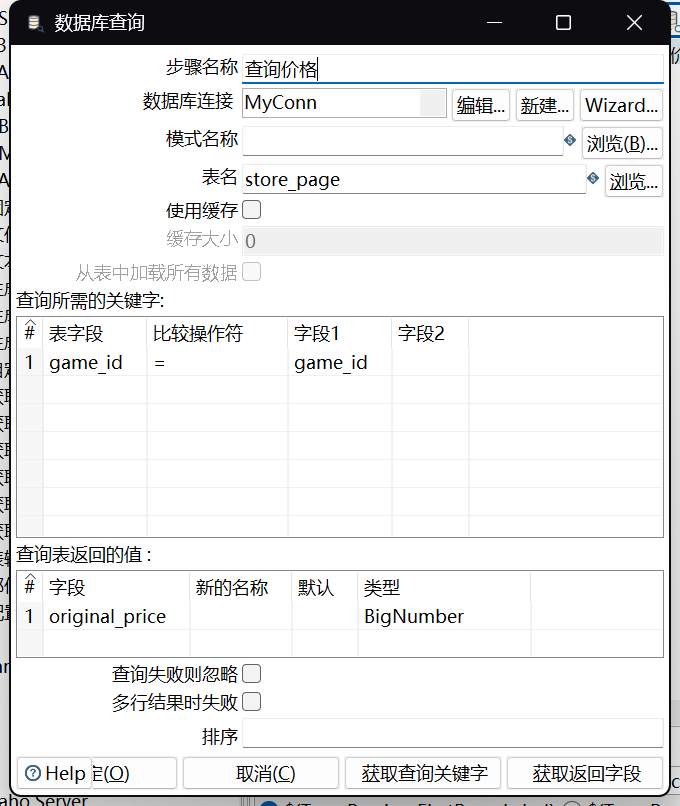 数据库查询
步骤名称 查询价格
数据库连接 MyConn 编辑... 新建... Wizard...
模式名称 浏览(B)...
表名 store_page 浏览...
使用缓存
缓存大小 0
从表中加载所有数据
查询所需的关键字:
# 表字段 比较操作符 字段1 字段2
1 game_id = game_id
查询表返回的值 :
# 字段 新的名称 默认 类型
1 original_price BigNumber
查询失败则忽略
多行结果时失败
排序
Help 定(O) 取消(C) 获取查询关键字 获取返回字段